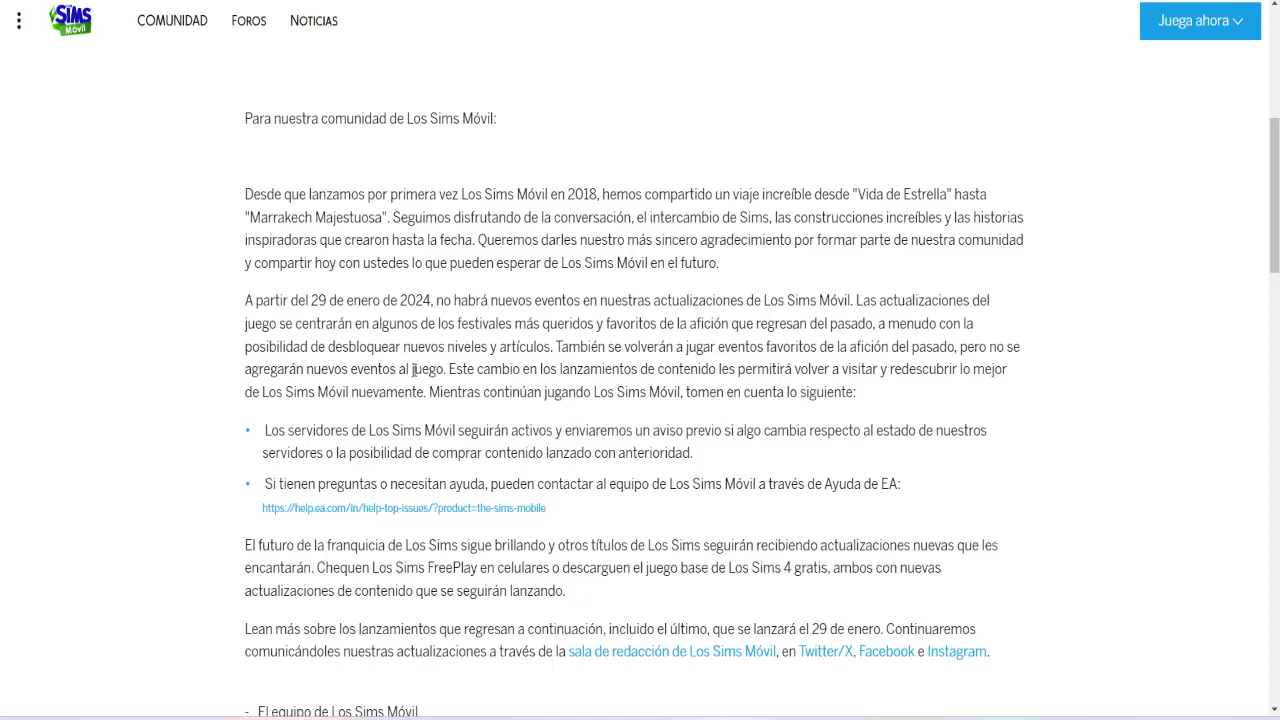 SIMS
Móvil
COMUNIDAD
FOROS
NOTICIAS
Juega ahora
Para nuestra comunidad de Los Sims Móvil:
Desde que lanzamos por primera vez Los Sims Móvil en 2018, hemos compartido un viaje increíble desde "Vida de Estrella" hasta
"Marrakech Majestuosa". Seguimos disfrutando de la conversación, el intercambio de Sims, las construcciones increíbles y las historias
inspiradoras que crearon hasta la fecha. Queremos darles nuestro más sincero agradecimiento por formar parte de nuestra comunidad
y compartir hoy con ustedes lo que pueden esperar de Los Sims Móvil en el futuro.
A partir del 29 de enero de 2024, no habrá nuevos eventos en nuestras actualizaciones de Los Sims Móvil. Las actualizaciones del
juego se centrarán en algunos de los festivales más queridos y favoritos de la afición que regresan del pasado, a menudo con la
posibilidad de desbloquear nuevos niveles y artículos. También se volverán a jugar eventos favoritos de la afición del pasado, pero no se
agregarán nuevos eventos al juego. Este cambio en los lanzamientos de contenido les permitirá volver a visitar y redescubrir lo mejor
de Los Sims Móvil nuevamente. Mientras continúan jugando Los Sims Móvil, tomen en cuenta lo siguiente:
• Los servidores de Los Sims Móvil seguirán activos y enviaremos un aviso previo si algo cambia respecto al estado de nuestros
servidores o la posibilidad de comprar contenido lanzado con anterioridad.
• Si tienen preguntas o necesitan ayuda, pueden contactar al equipo de Los Sims Móvil a través de Ayuda de EA:
https://help.ea.com/in/help-top-issues/?product=the-sims-mobile
El futuro de la franquicia de Los Sims sigue brillando y otros títulos de Los Sims seguirán recibiendo actualizaciones nuevas que les
encantarán. Chequen Los Sims FreePlay en celulares o descarguen el juego base de Los Sims 4 gratis, ambos con nuevas
actualizaciones de contenido que se seguirán lanzando.
Lean más sobre los lanzamientos que regresan a continuación, incluido el último, que se lanzará el 29 de enero. Continuaremos
comunicándoles nuestras actualizaciones a través de la sala de redacción de Los Sims Móvil, en Twitter/X, Facebook e Instagram.
- El equipo de Los Sims Móvil